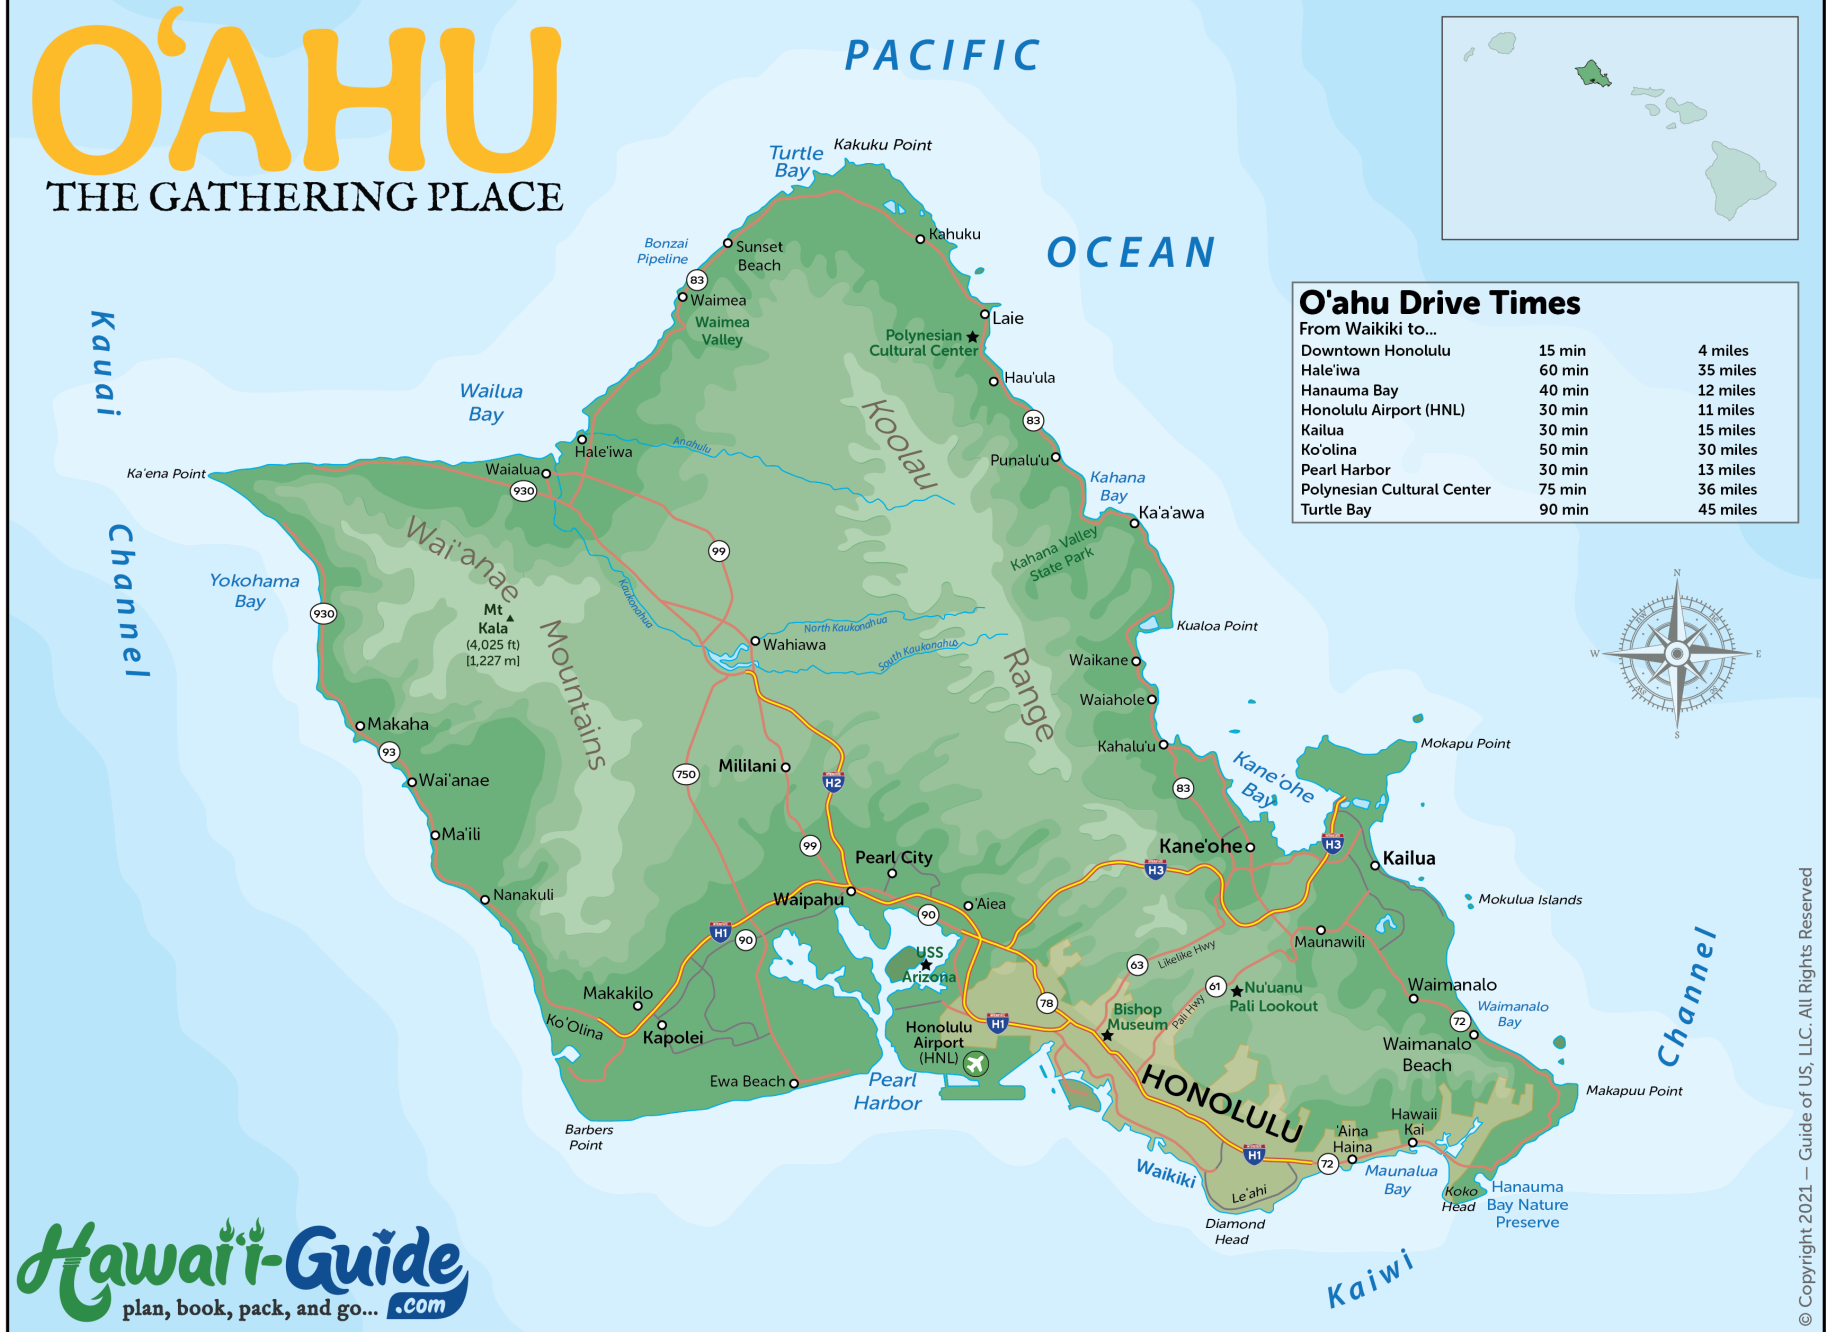 O‘AHU
THE GATHERING PLACE
PACIFIC
OCEAN
Kauai
Channel
Kakuku Point
Turtle
Bay
Kahuku
Bonzai
Pipeline
Sunset
Beach
83
Waimea
Waimea
Valley
Laie
Polynesian
Cultural Center
Hau'ula
83
Punalu'u
Kahana
Bay
Ka'a'awa
Kahana Valley
State Park
Koolau
Range
Wailua
Bay
Hale'iwa
Anahulu
Waialua
930
Ka'ena Point
99
Wai'anae
Mountains
Mt
Kala
(4,025 ft)
[1,227 m]
Yokohama
Bay
930
Kaukonahua
North Kaukonahua
South Kaukonahua
Wahiawa
Kualoa Point
Waikane
Waiahole
Kahalu'u
Makaha
93
Wai'anae
Ma'ili
Nanakuli
750
Mililani
H2
99
Pearl City
Waipahu
90
'Aiea
H1
90
USS
Arizona
Makakilo
Kapolei
Ko'Olina
Ewa Beach
Barbers
Point
Pearl
Harbor
Honolulu
Airport
(HNL)
H1
78
Bishop
Museum
63
Likelike Hwy
61
Pali Hwy
Nu'uanu
Pali Lookout
83
Kane'ohe
Bay
Kane'ohe
H3
H3
Mokapu Point
Kailua
Mokulua Islands
Maunawili
Waimanalo
Waimanalo
Bay
72
Waimanalo
Beach
Makapuu Point
HONOLULU
H1
72
'Aina
Haina
Hawaii
Kai
Maunalua
Bay
Koko
Head
Hanauma
Bay Nature
Preserve
Waikiki
Le'ahi
Diamond
Head
Kaiwi
Channel
O'ahu Drive Times
From Waikiki to...
Downtown Honolulu 15 min 4 miles
Hale'iwa 60 min 35 miles
Hanauma Bay 40 min 12 miles
Honolulu Airport (HNL) 30 min 11 miles
Kailua 30 min 15 miles
Ko'olina 50 min 30 miles
Pearl Harbor 30 min 13 miles
Polynesian Cultural Center 75 min 36 miles
Turtle Bay 90 min 45 miles
N
W
E
S
Hawai'i-Guide
.com
plan, book, pack, and go...
© Copyright 2021 — Guide of US, LLC. All Rights Reserved